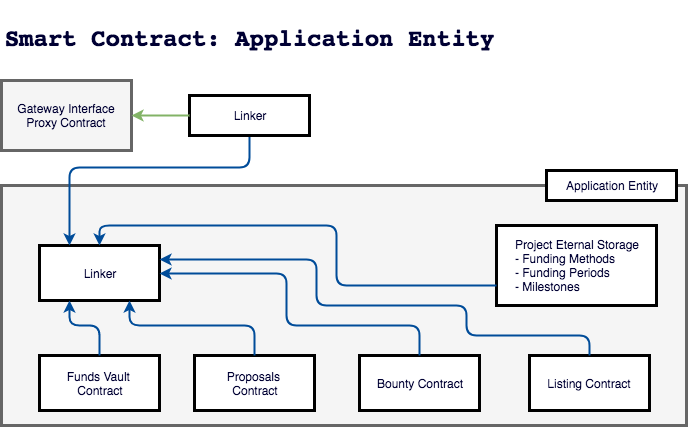 Smart Contract: Application Entity
Gateway Interface
Proxy Contract
Linker
Application Entity
Project Eternal Storage
- Funding Methods
- Funding Periods
- Milestones
Linker
Funds Vault
Contract
Proposals
Contract
Bounty Contract
Listing Contract